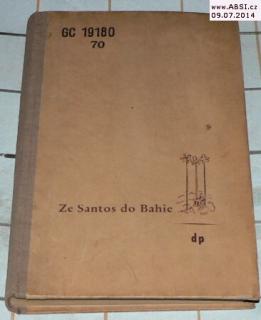 www.ABSI.cz
09.07.2014
GC 19180
70
Ze Santos do Bahie
dp